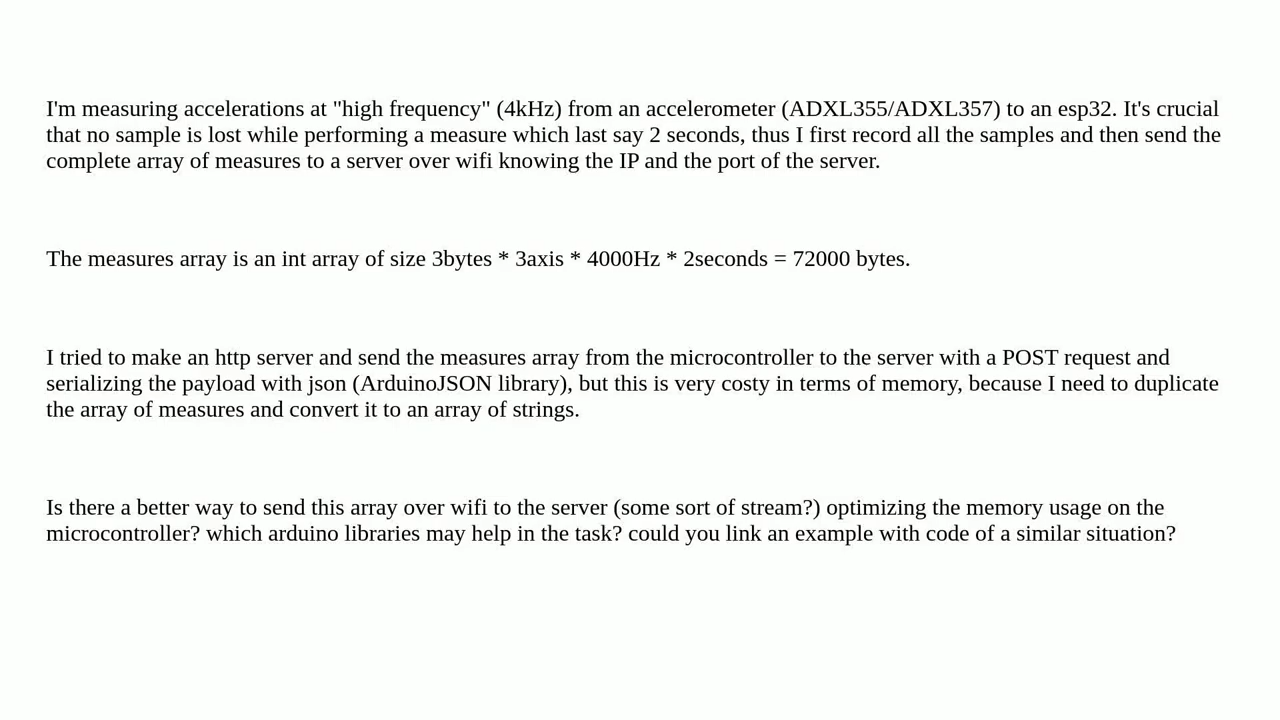 I'm measuring accelerations at "high frequency" (4kHz) from an accelerometer (ADXL355/ADXL357) to an esp32. It's crucial
that no sample is lost while performing a measure which last say 2 seconds, thus I first record all the samples and then send the
complete array of measures to a server over wifi knowing the IP and the port of the server.
The measures array is an int array of size 3bytes * 3axis * 4000Hz * 2seconds = 72000 bytes.
I tried to make an http server and send the measures array from the microcontroller to the server with a POST request and
serializing the payload with json (ArduinoJSON library), but this is very costy in terms of memory, because I need to duplicate
the array of measures and convert it to an array of strings.
Is there a better way to send this array over wifi to the server (some sort of stream?) optimizing the memory usage on the
microcontroller? which arduino libraries may help in the task? could you link an example with code of a similar situation?